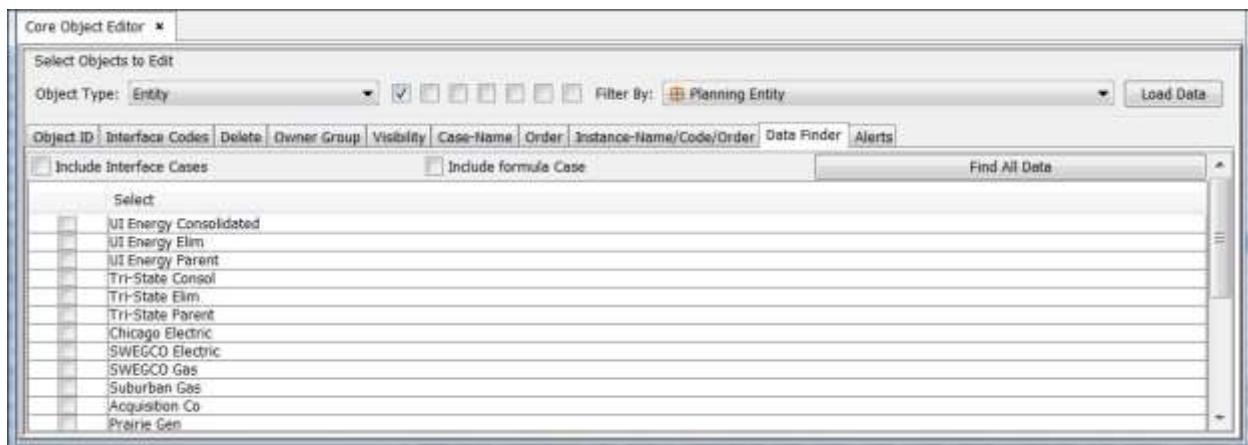 Core Object Editor ×
Select Objects to Edit
Object Type: Entity Filter By: Planning Entity Load Data
Object ID Interface Codes Delete Owner Group Visibility Case-Name Order Instance-Name/Code/Order Data Finder Alerts
Include Interface Cases Include formula Case Find All Data
Select
UI Energy Consolidated
UI Energy Elim
UI Energy Parent
Tri-State Consol
Tri-State Elim
Tri-State Parent
Chicago Electric
SWEGCO Electric
SWEGCO Gas
Suburban Gas
Acquisition Co
Prairie Gen